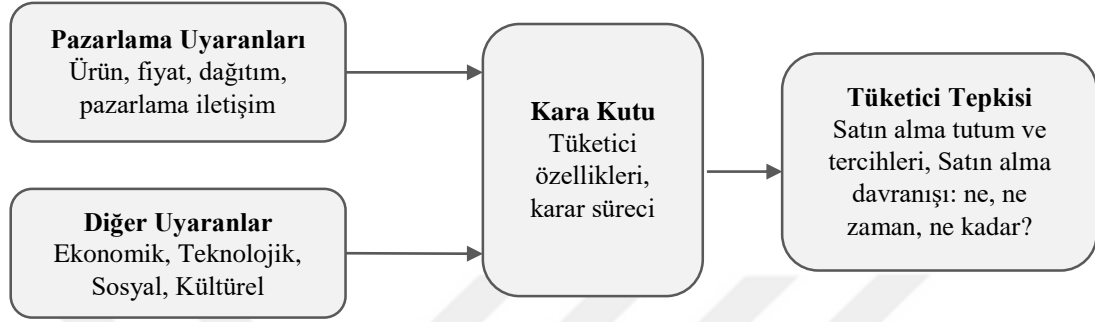 Pazarlama Uyaranları
Ürün, fiyat, dağıtım,
pazarlama iletişim
Diğer Uyaranlar
Ekonomik, Teknolojik,
Sosyal, Kültürel
Kara Kutu
Tüketici
özellikleri,
karar süreci
Tüketici Tepkisi
Satın alma tutum ve
tercihleri, Satın alma
davranışı: ne, ne
zaman, ne kadar?